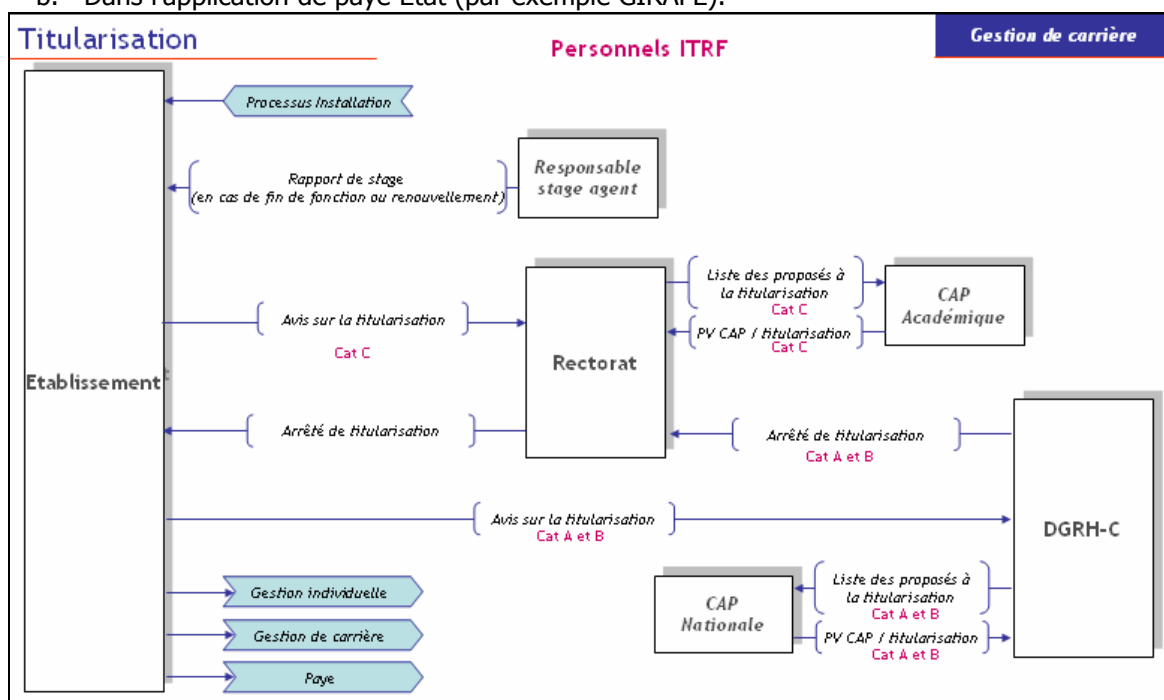 b. Dans l'application de paye Etat (par exemple GIRAFE).
Titularisation
Personnels ITRF
Gestion de carrière
Processus Installation
Rapport de stage
(en cas de fin de fonction ou renouvellement)
Responsable
stage agent
Liste des proposés à
la titularisation
Cat C
CAP
Académique
Avis sur la titularisation
Cat C
PV CAP / titularisation
Cat C
Rectorat
Etablissement
Arrêté de titularisation
Arrêté de titularisation
Cat A et B
Avis sur la titularisation
Cat A et B
DGRH-C
Gestion individuelle
CAP
Nationale
Liste des proposés à
la titularisation
Cat A et B
Gestion de carrière
PV CAP / titularisation
Cat A et B
Paye